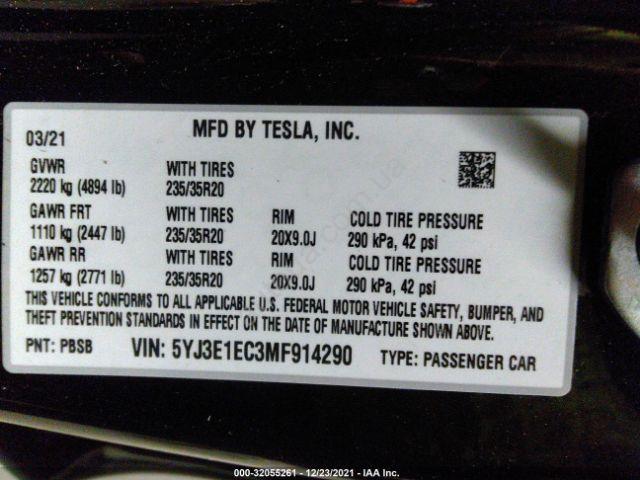 MFD BY TESLA, INC.
03/21
GVWR WITH TIRES
2220 kg (4894 lb) 235/35R20
GAWR FRT WITH TIRES RIM COLD TIRE PRESSURE
1110 kg (2447 lb) 235/35R20 20X9.0J 290 kPa, 42 psi
GAWR RR WITH TIRES RIM COLD TIRE PRESSURE
1257 kg (2771 lb) 235/35R20 20X9.0J 290 kPa, 42 psi
THIS VEHICLE CONFORMS TO ALL APPLICABLE U.S. FEDERAL MOTOR VEHICLE SAFETY, BUMPER, AND
THEFT PREVENTION STANDARDS IN EFFECT ON THE DATE OF MANUFACTURE SHOWN ABOVE.
PNT: PBSB VIN: 5YJ3E1EC3MF914290 TYPE: PASSENGER CAR
000-32055261 - 12/23/2021 - IAA Inc.